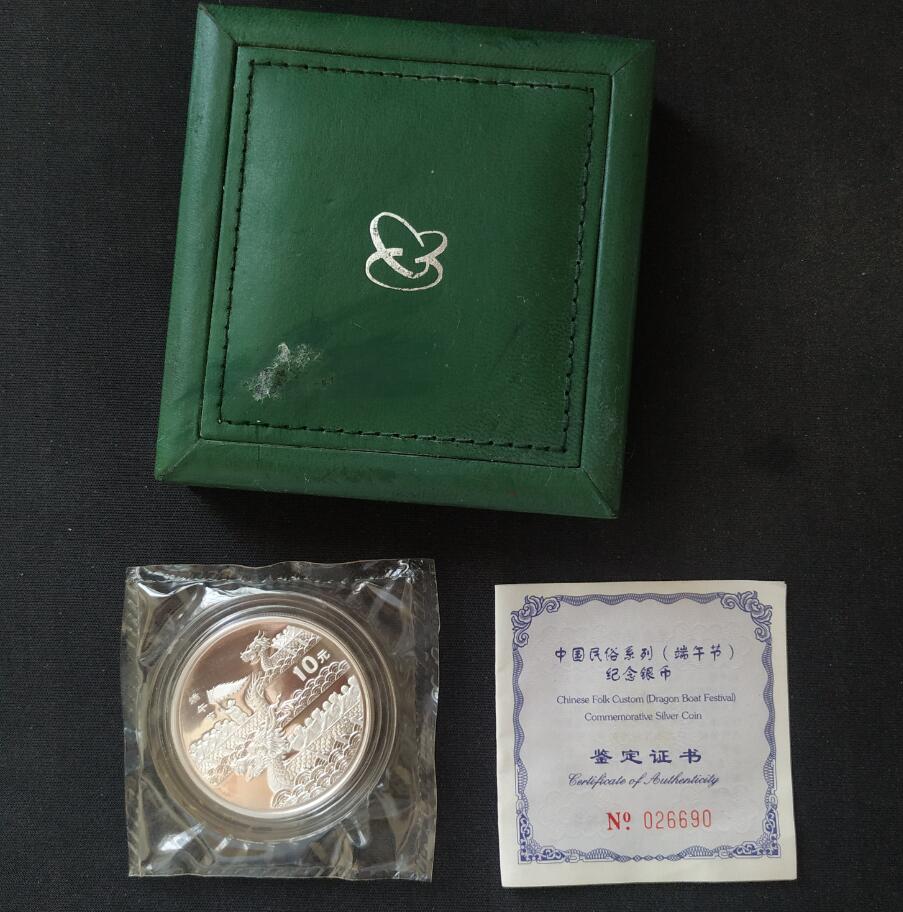 10元
端午节
中国民俗系列（端午节）
纪念银币
Chinese Folk Custom (Dragon Boat Festival)
Commemorative Silver Coin
鉴定证书
Certificate of Authenticity
Nº 026690